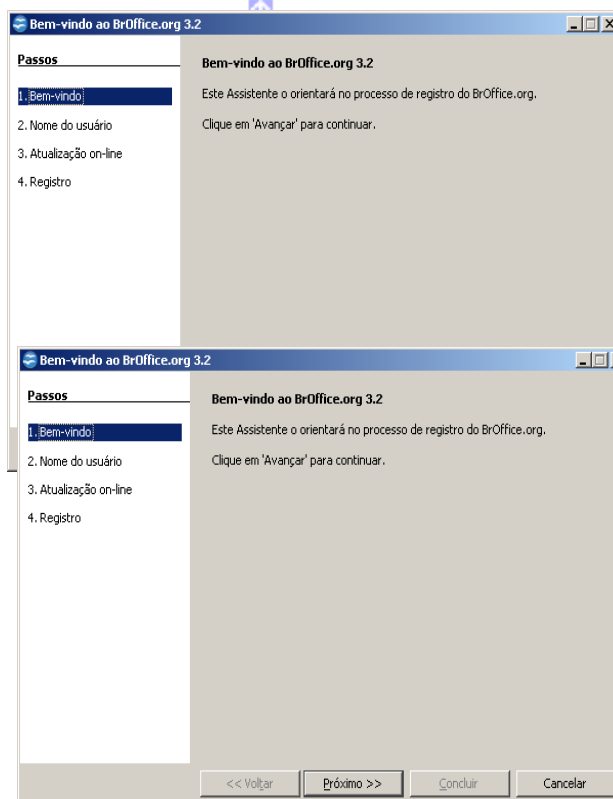 Bem-vindo ao BrOffice.org 3.2
Passos
1. Bem-vindo
2. Nome do usuário
3. Atualização on-line
4. Registro
Bem-vindo ao BrOffice.org 3.2
Este Assistente o orientará no processo de registro do BrOffice.org.
Clique em 'Avançar' para continuar.
Bem-vindo ao BrOffice.org 3.2
Passos
1. Bem-vindo
2. Nome do usuário
3. Atualização on-line
4. Registro
Bem-vindo ao BrOffice.org 3.2
Este Assistente o orientará no processo de registro do BrOffice.org.
Clique em 'Avançar' para continuar.
<< Voltar Próximo >> Concluir Cancelar